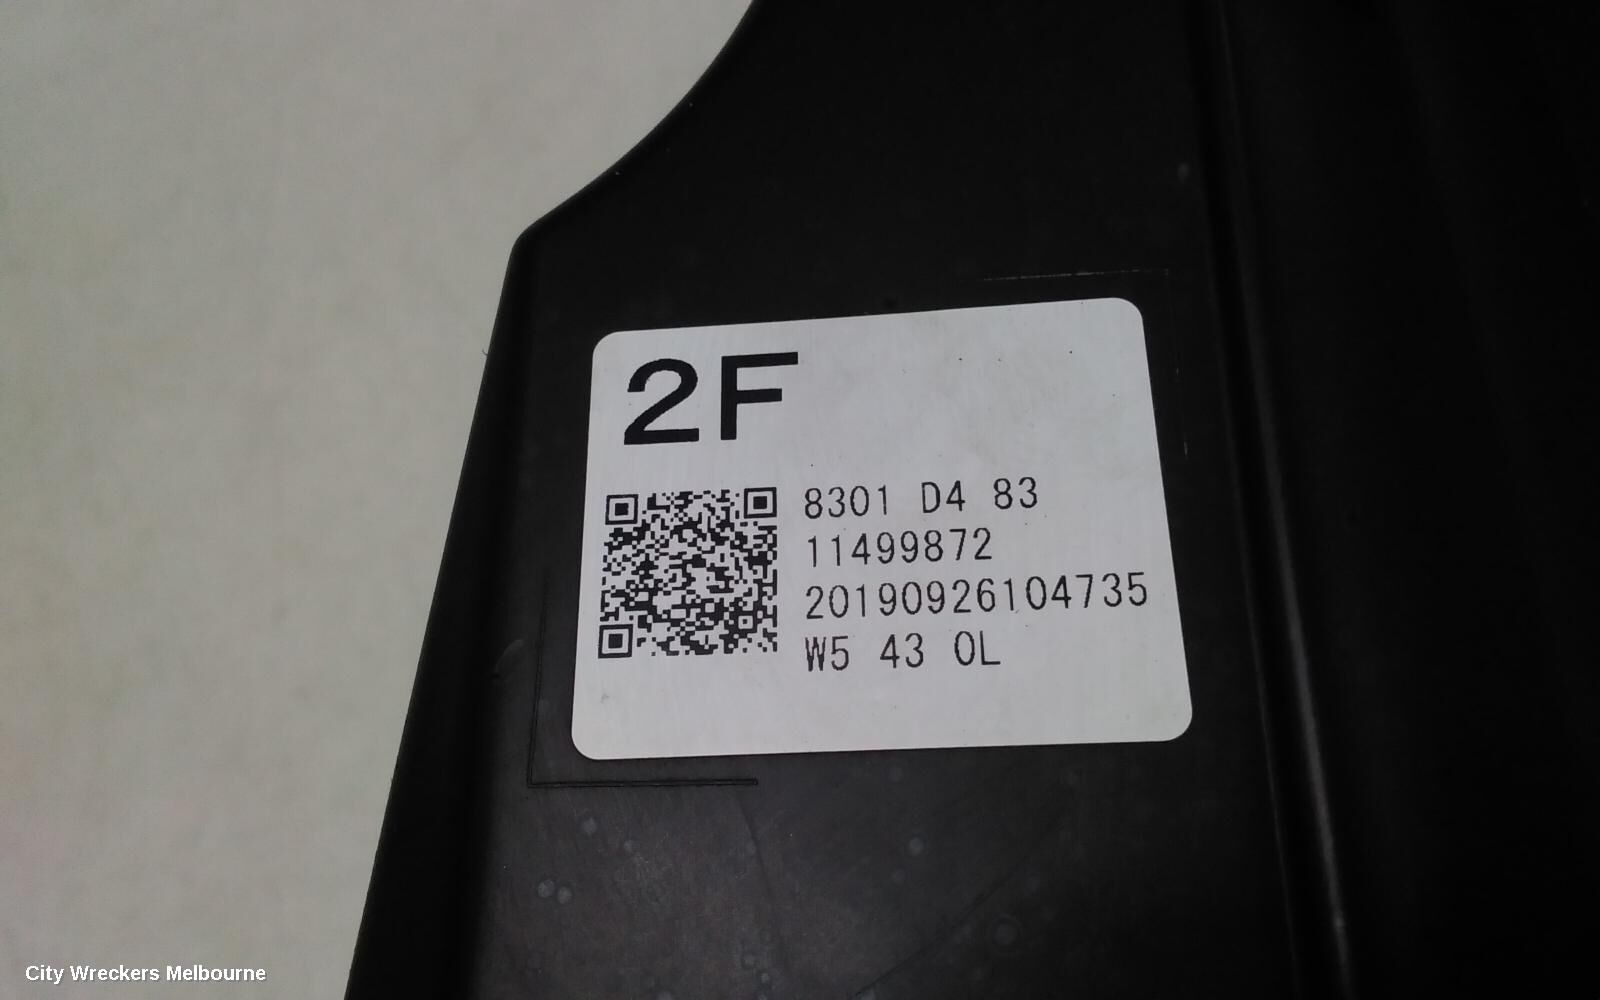 2F
8301 D4 83
11499872
20190926104735
W5 43 0L
City Wreckers Melbourne